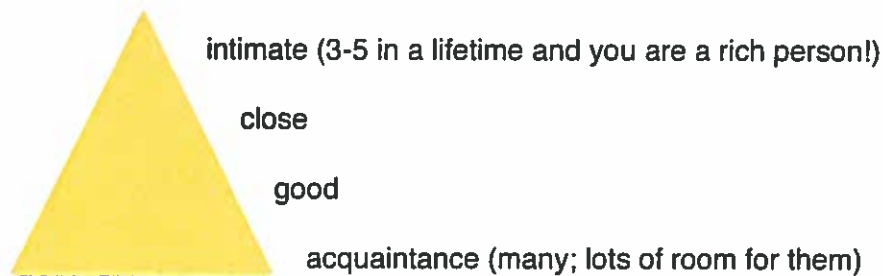 intimate (3-5 in a lifetime and you are a rich person!)
close
good
acquaintance (many; lots of room for them)